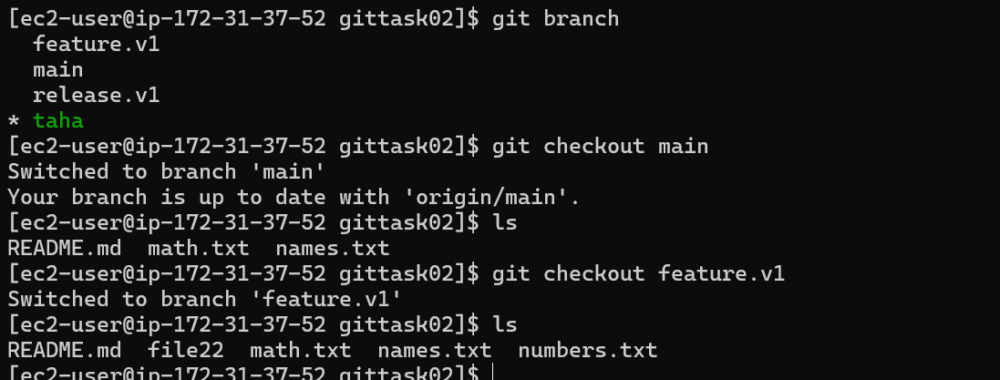 [ec2-user@ip-172-31-37-52 gittask02]$ git branch
  feature.v1
  main
  release.v1
* taha
[ec2-user@ip-172-31-37-52 gittask02]$ git checkout main
Switched to branch 'main'
Your branch is up to date with 'origin/main'.
[ec2-user@ip-172-31-37-52 gittask02]$ ls
README.md  math.txt  names.txt
[ec2-user@ip-172-31-37-52 gittask02]$ git checkout feature.v1
Switched to branch 'feature.v1'
[ec2-user@ip-172-31-37-52 gittask02]$ ls
README.md  file22  math.txt  names.txt  numbers.txt
[ec2-user@ip-172-31-37-52 gittask02]$